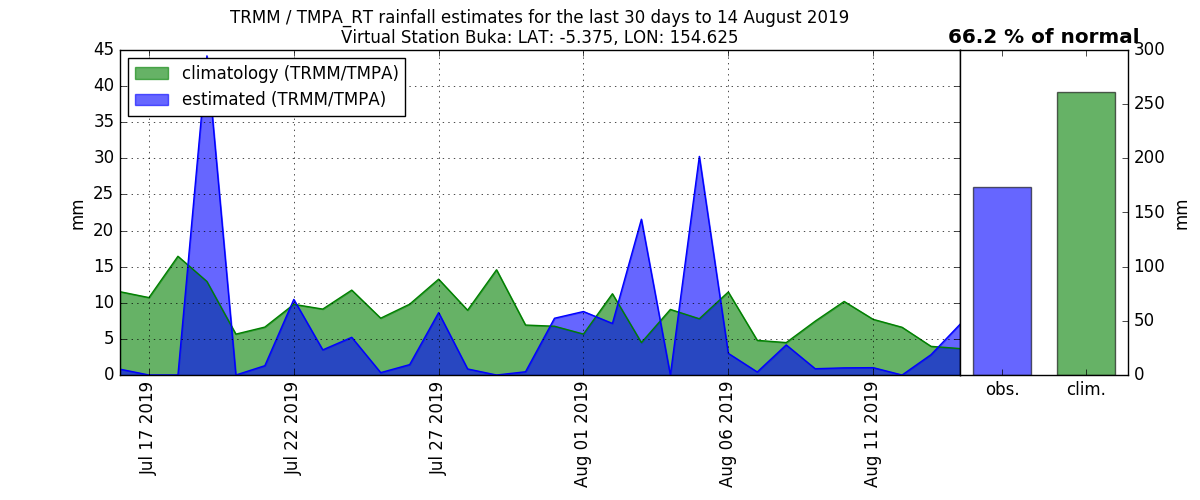 TRMM / TMPA_RT rainfall estimates for the last 30 days to 14 August 2019
Virtual Station Buka: LAT: -5.375, LON: 154.625
66.2 % of normal
climatology (TRMM/TMPA)
estimated (TRMM/TMPA)
45
40
35
30
25
20
15
10
5
0
mm
Jul 17 2019
Jul 22 2019
Jul 27 2019
Aug 01 2019
Aug 06 2019
Aug 11 2019
obs.
clim.
300
250
200
150
100
50
0
mm